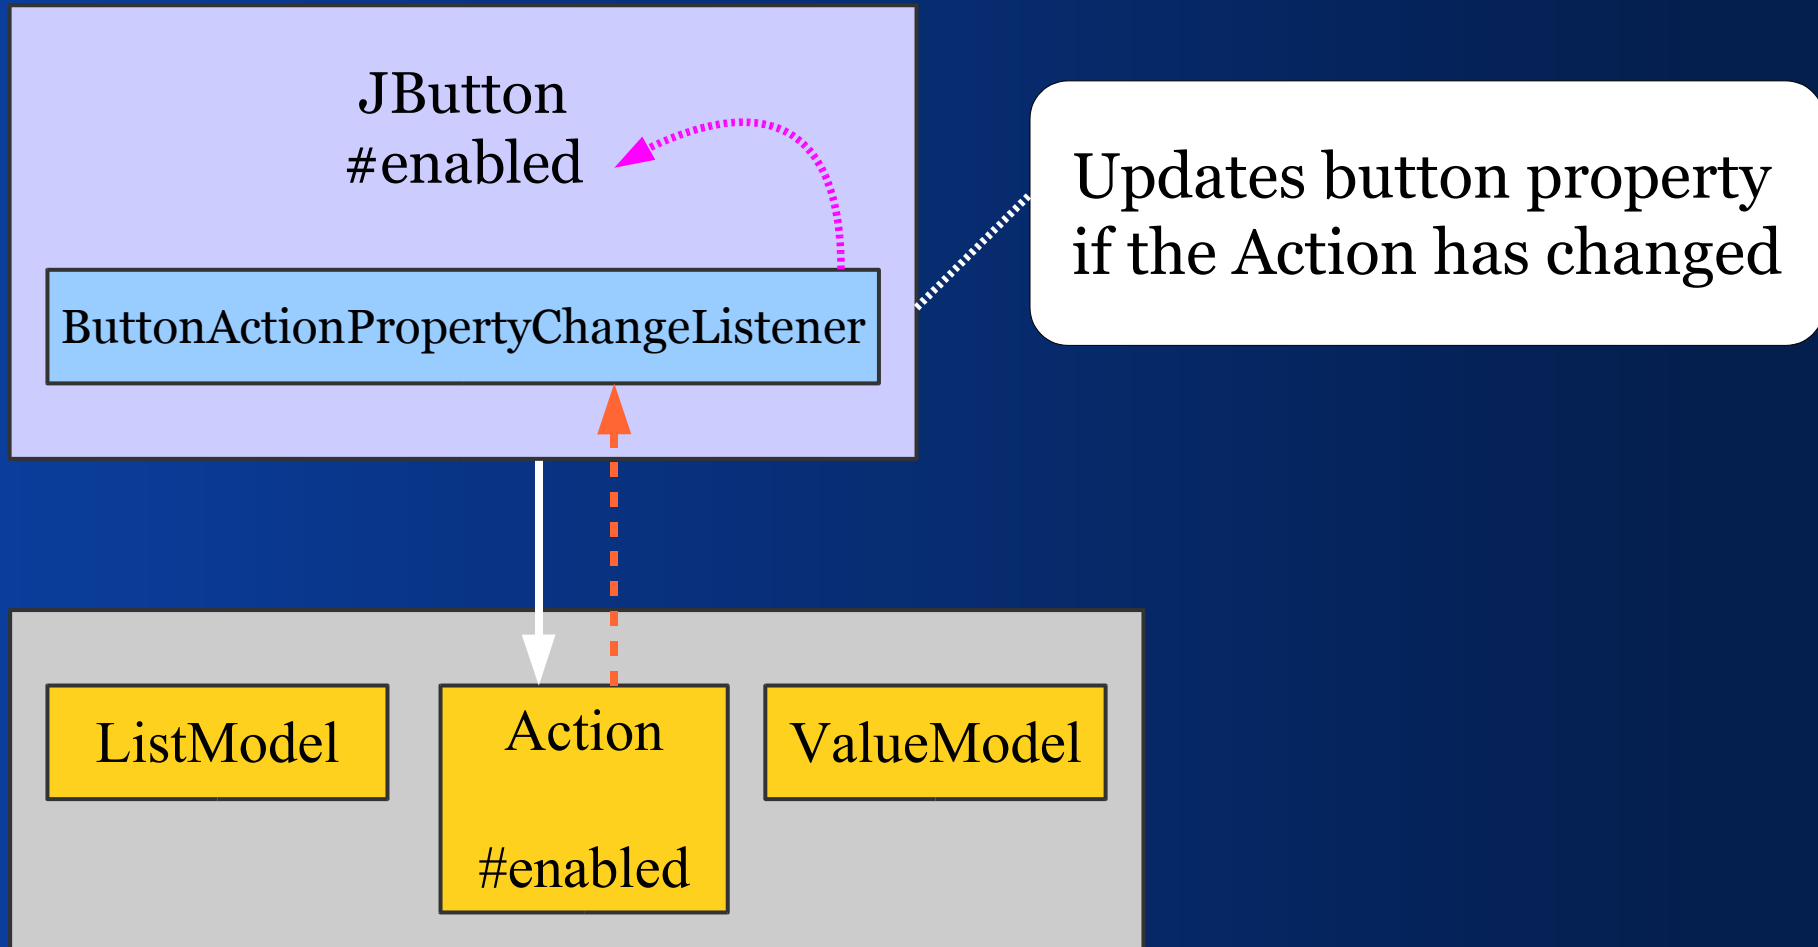 JButton
#enabled
ButtonActionPropertyChangeListener
Updates button property
if the Action has changed
ListModel
Action
#enabled
ValueModel